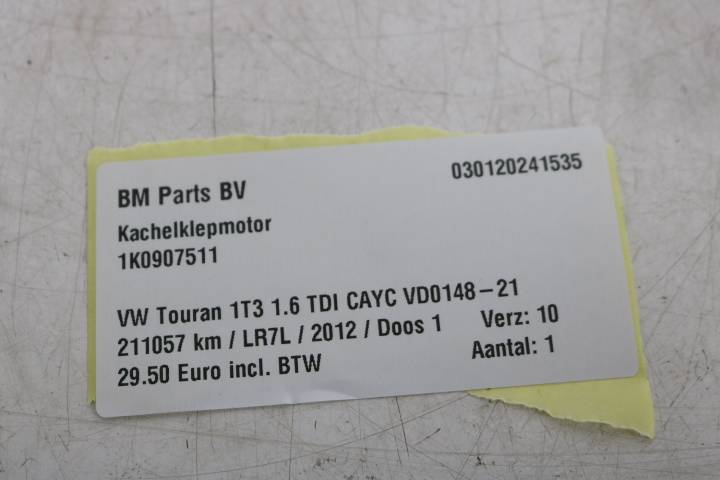 BM Parts BV 030120241535
Kachelklepmotor
1K0907511
VW Touran 1T3 1.6 TDI CAYC VD0148-21
211057 km / LR7L / 2012 / Doos 1 Verz: 10
29.50 Euro incl. BTW Aantal: 1